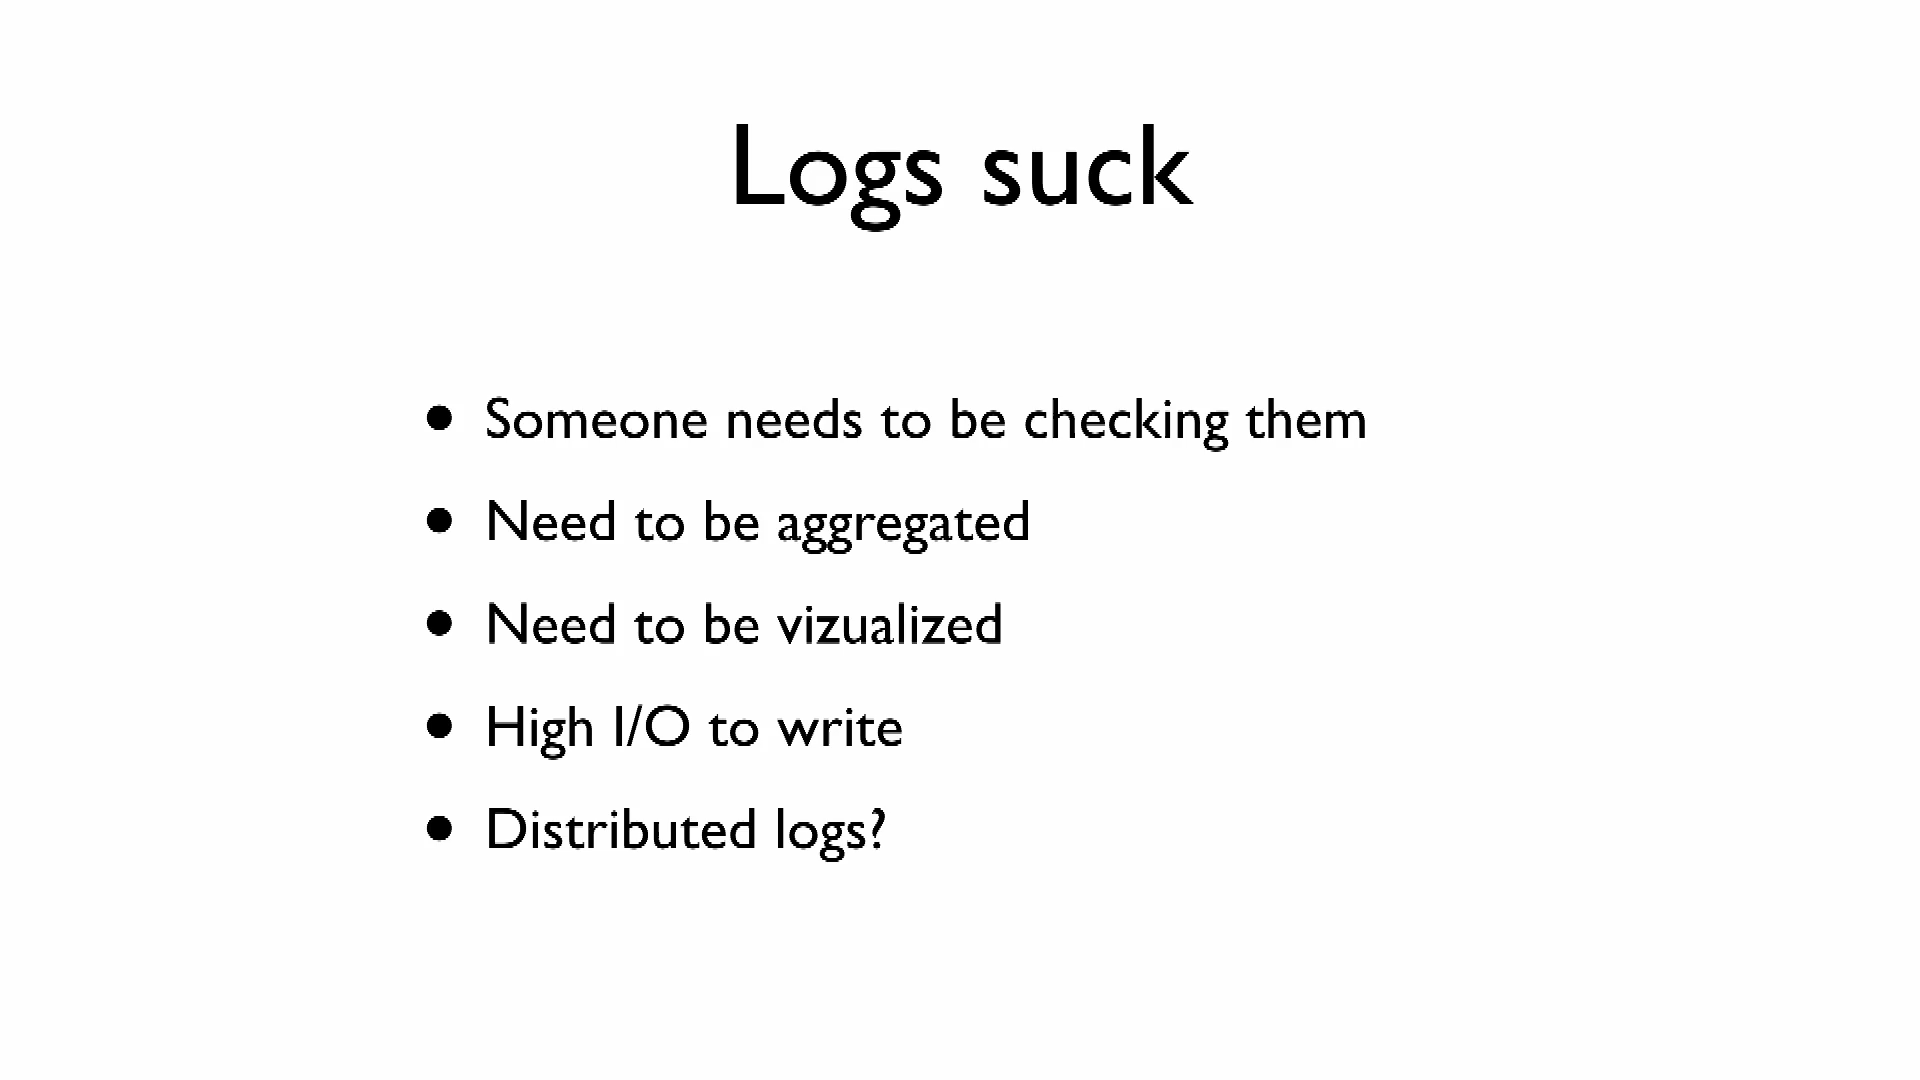 Logs suck
• Someone needs to be checking them
• Need to be aggregated
• Need to be vizualized
• High I/O to write
• Distributed logs?